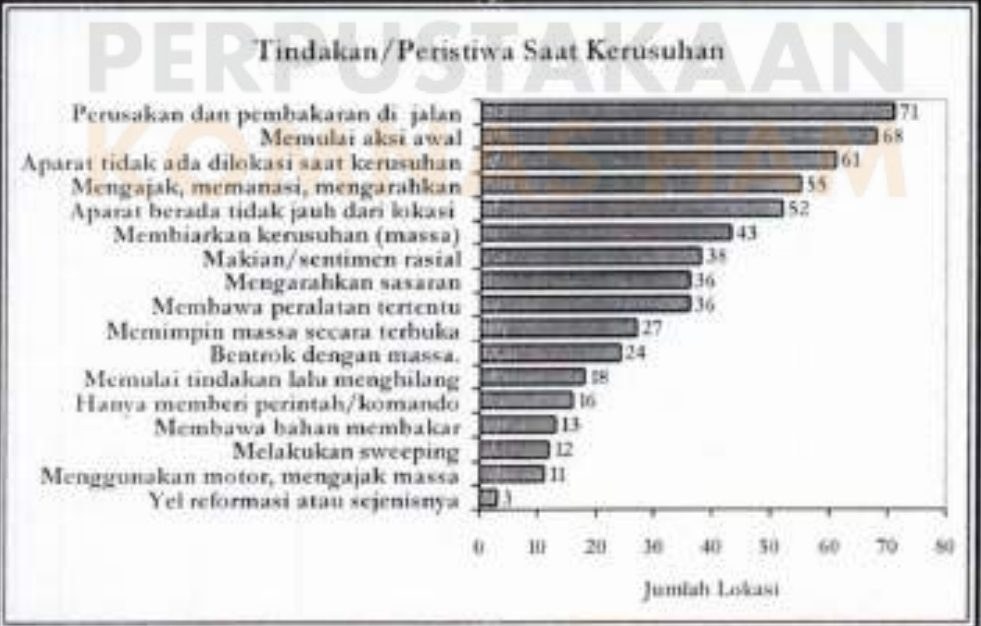 PERPUSTAKAAN
KOMNAS HAM
Tindakan/Peristiwa Saat Kerusuhan
Perusakan dan pembakaran di jalan 71
Memulai aksi awal 68
Aparat tidak ada dilokasi saat kerusuhan 61
Mengajak, memanasi, mengarahkan 55
Aparat berada tidak jauh dari lokasi 52
Membiarkan kerusuhan (massa) 43
Makian/sentimen rasial 38
Mengarahkan sasaran 36
Membawa peralatan tertentu 36
Memimpin massa secara terbuka 27
Bentrok dengan massa. 24
Memulai tindakan lalu menghilang 18
Hanya memberi perintah/komando 16
Membawa bahan membakar 13
Melakukan sweeping 12
Menggunakan motor, mengajak massa 11
Yel reformasi atau sejenisnya 3
0 10 20 30 40 50 60 70 80
Jumlah Lokasi